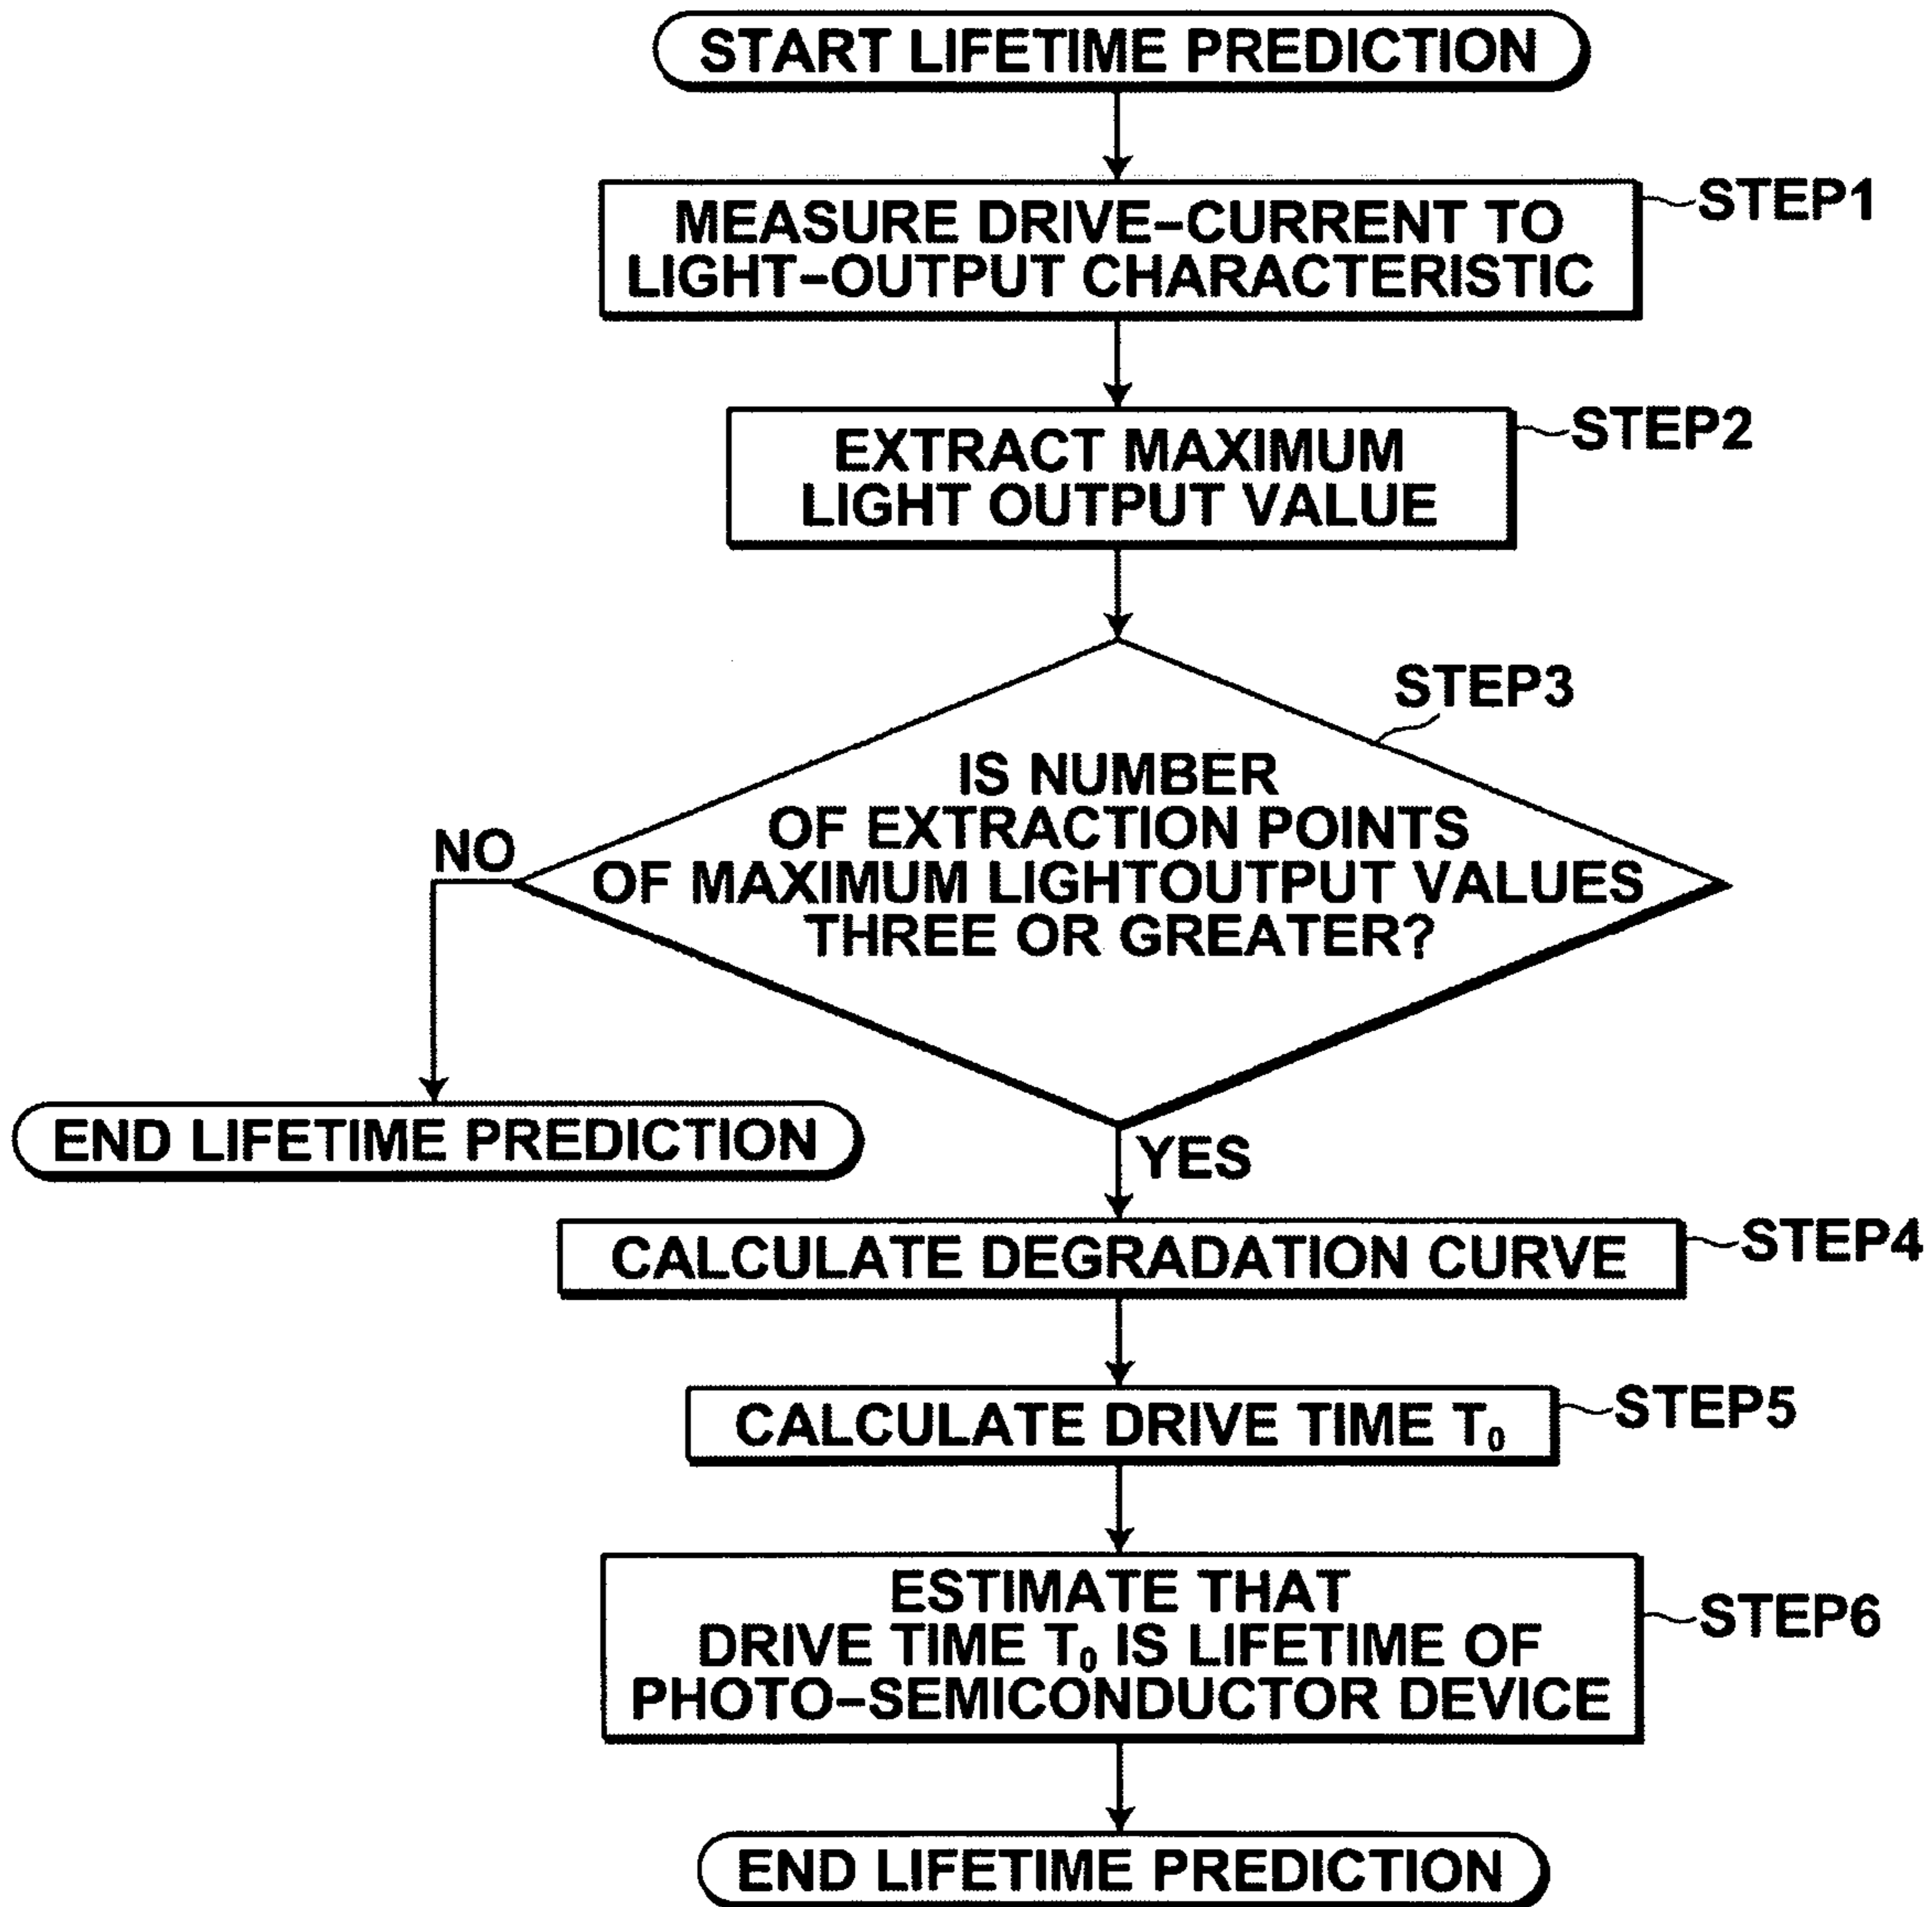 START LIFETIME PREDICTION
MEASURE DRIVE-CURRENT TO
LIGHT-OUTPUT CHARACTERISTIC
STEP1
EXTRACT MAXIMUM
LIGHT OUTPUT VALUE
STEP2
STEP3
IS NUMBER
OF EXTRACTION POINTS
OF MAXIMUM LIGHTOUTPUT VALUES
THREE OR GREATER?
NO
END LIFETIME PREDICTION
YES
CALCULATE DEGRADATION CURVE
STEP4
CALCULATE DRIVE TIME T₀
STEP5
ESTIMATE THAT
DRIVE TIME T₀ IS LIFETIME OF
PHOTO-SEMICONDUCTOR DEVICE
STEP6
END LIFETIME PREDICTION